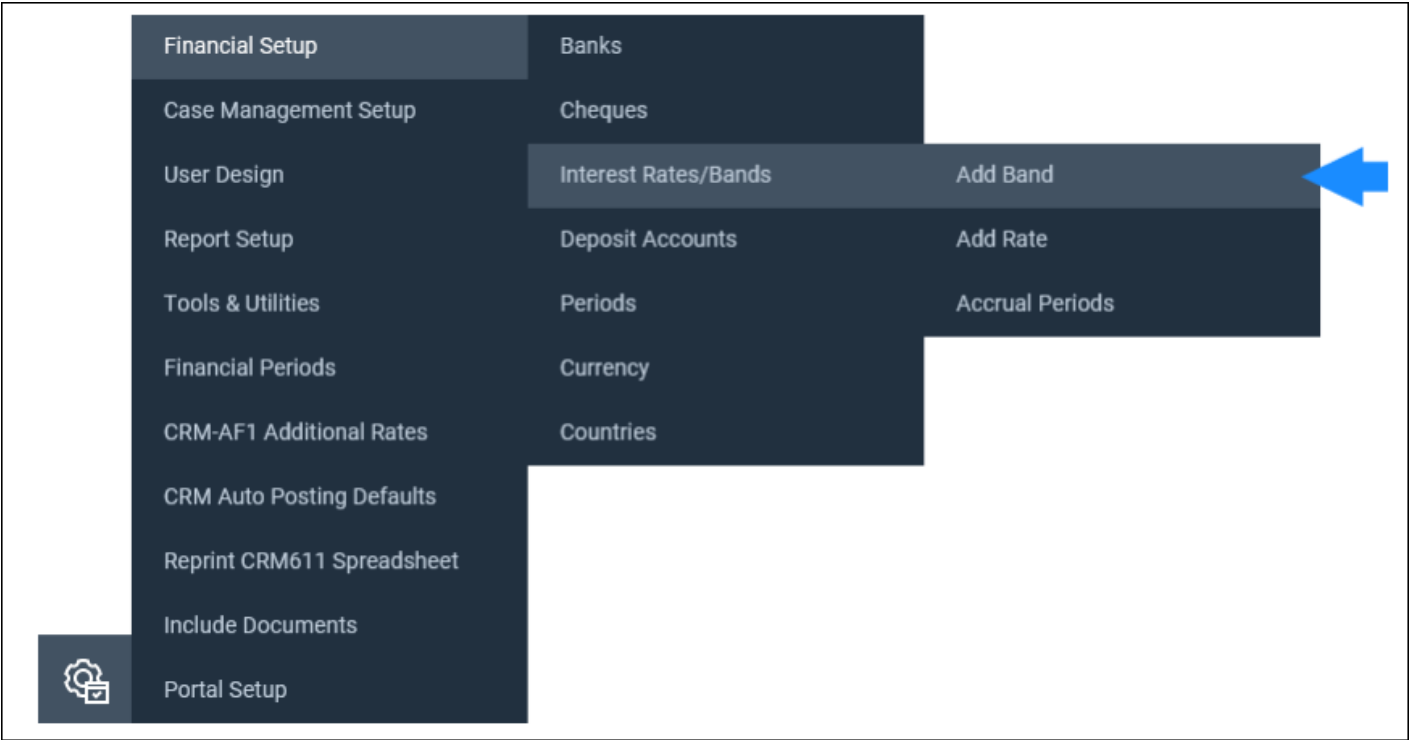 Financial Setup
Case Management Setup
User Design
Report Setup
Tools & Utilities
Financial Periods
CRM-AF1 Additional Rates
CRM Auto Posting Defaults
Reprint CRM611 Spreadsheet
Include Documents
Portal Setup
Banks
Cheques
Interest Rates/Bands
Deposit Accounts
Periods
Currency
Countries
Add Band
Add Rate
Accrual Periods